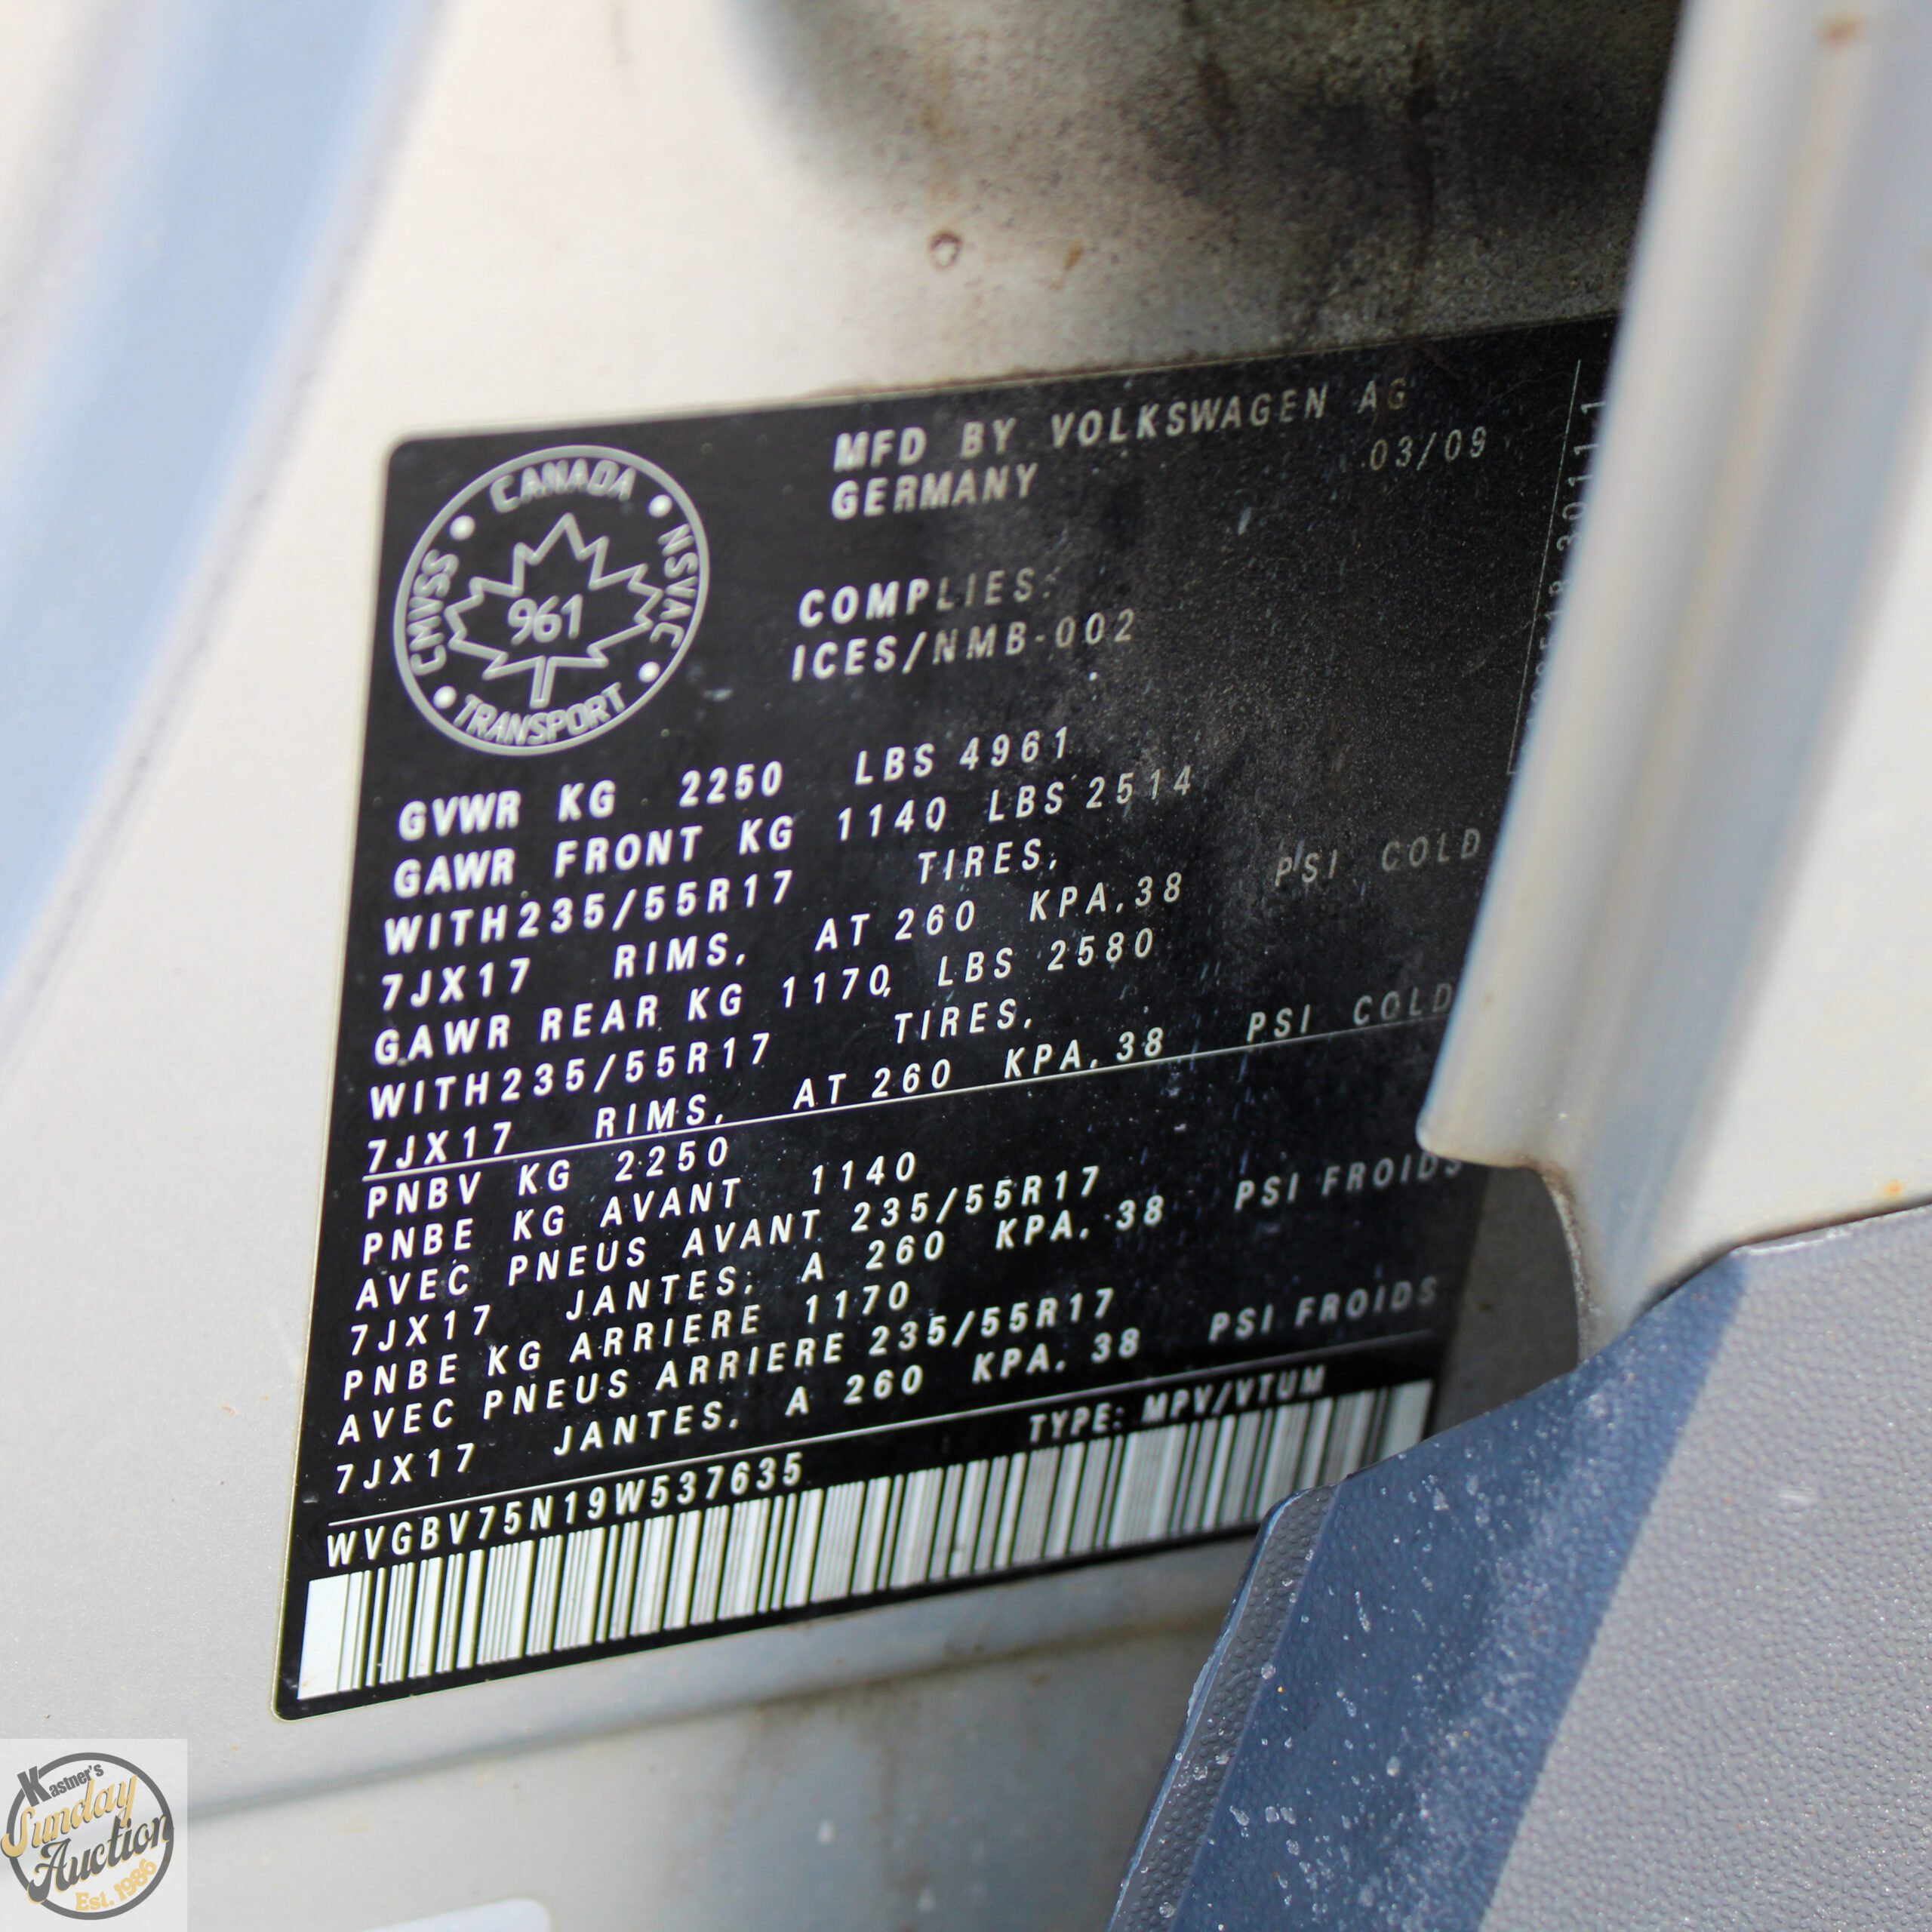 MFD BY VOLKSWAGEN AG
GERMANY 03/09
CANADA
NSVAC
TRANSPORT
CMVSS
961
COMPLIES:
ICES/NMB-002
GVWR KG 2250 LBS 4961
GAWR FRONT KG 1140 LBS 2514
WITH235/55R17 TIRES,
7JX17 RIMS, AT 260 KPA,38 PSI COLD
GAWR REAR KG 1170, LBS 2580
WITH235/55R17 TIRES,
7JX17 RIMS, AT 260 KPA,38 PSI COLD
PNBV KG 2250
PNBE KG AVANT 1140
AVEC PNEUS AVANT 235/55R17
7JX17 JANTES, A 260 KPA, 38 PSI FROIDS
PNBE KG ARRIERE 1170
AVEC PNEUS ARRIERE 235/55R17
7JX17 JANTES, A 260 KPA, 38 PSI FROIDS
TYPE: MPV/VTUM
WVGBV75N19W537635
Kastner's
Sunday
Auction
Est. 1986